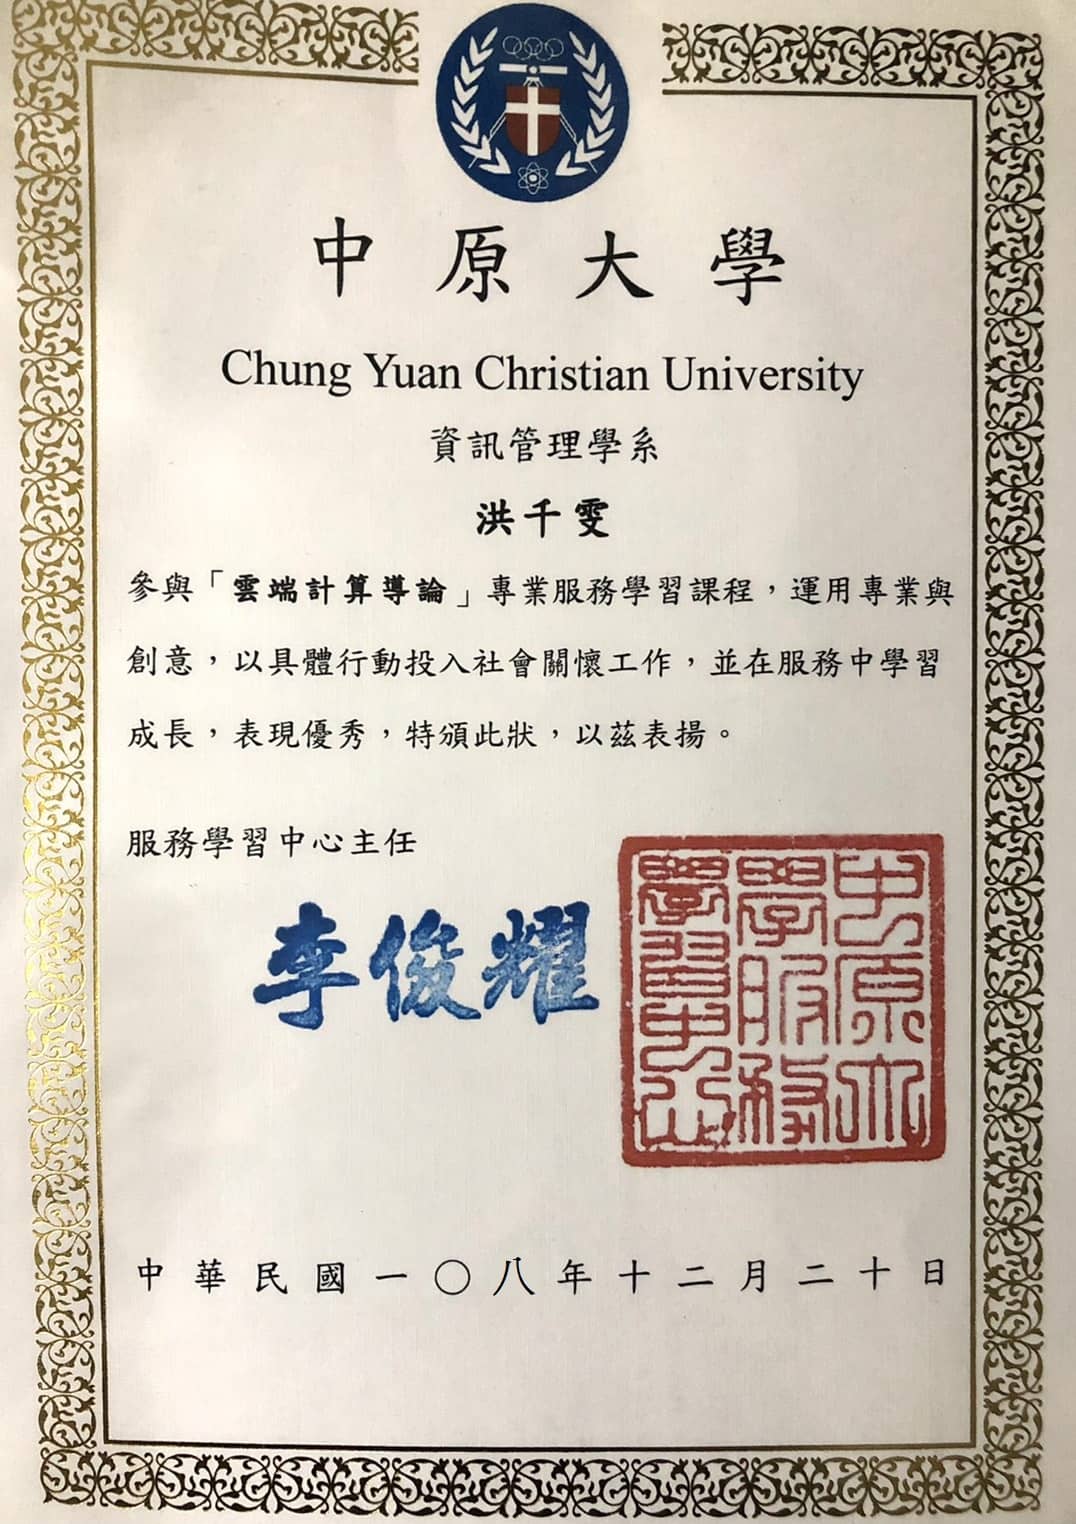 中原大學
Chung Yuan Christian University
資訊管理學系
洪千雯
參與「雲端計算導論」專業服務學習課程，運用專業與
創意，以具體行動投入社會關懷工作，並在服務中學習
成長，表現優秀，特頒此狀，以茲表揚。
服務學習中心主任
李俊耀
中原大
學服務
學習中心
中華民國一〇八年十二月二十日